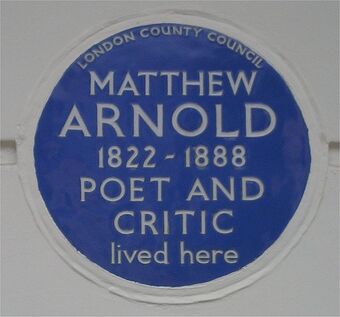 LONDON COUNTY COUNCIL
MATTHEW
ARNOLD
1822 - 1888
POET AND
CRITIC
lived here